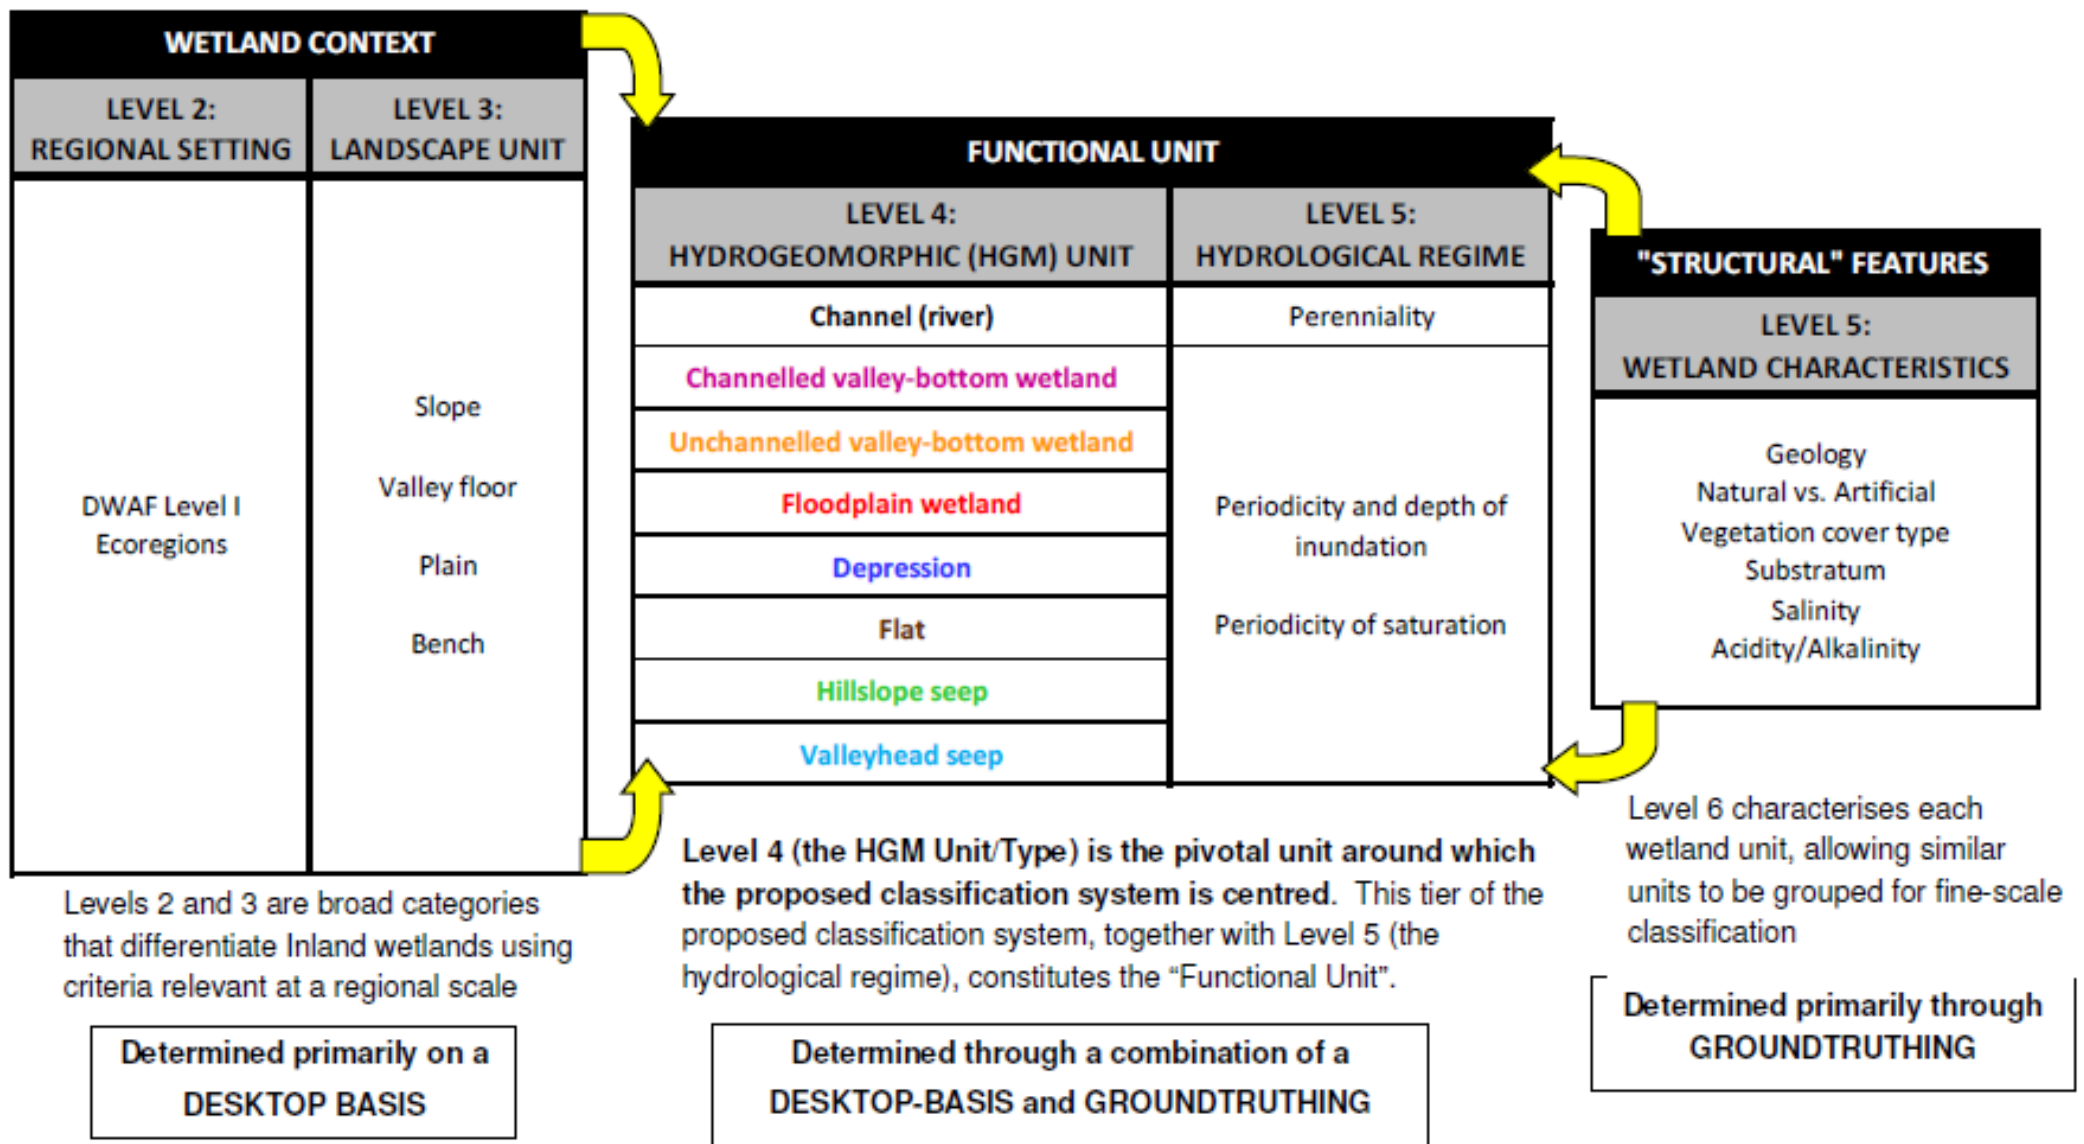 WETLAND CONTEXT
LEVEL 2:
REGIONAL SETTING
LEVEL 3:
LANDSCAPE UNIT
DWAF Level I
Ecoregions
Slope
Valley floor
Plain
Bench
Levels 2 and 3 are broad categories
that differentiate Inland wetlands using
criteria relevant at a regional scale
Determined primarily on a
DESKTOP BASIS
FUNCTIONAL UNIT
LEVEL 4:
HYDROGEOMORPHIC (HGM) UNIT
LEVEL 5:
HYDROLOGICAL REGIME
Channel (river)
Perenniality
Channelled valley-bottom wetland
Unchannelled valley-bottom wetland
Floodplain wetland
Depression
Flat
Hillslope seep
Valleyhead seep
Periodicity and depth of
inundation
Periodicity of saturation
Level 4 (the HGM Unit/Type) is the pivotal unit around which
the proposed classification system is centred. This tier of the
proposed classification system, together with Level 5 (the
hydrological regime), constitutes the “Functional Unit”.
Determined through a combination of a
DESKTOP-BASIS and GROUNDTRUTHING
"STRUCTURAL" FEATURES
LEVEL 5:
WETLAND CHARACTERISTICS
Geology
Natural vs. Artificial
Vegetation cover type
Substratum
Salinity
Acidity/Alkalinity
Level 6 characterises each
wetland unit, allowing similar
units to be grouped for fine-scale
classification
Determined primarily through
GROUNDTRUTHING